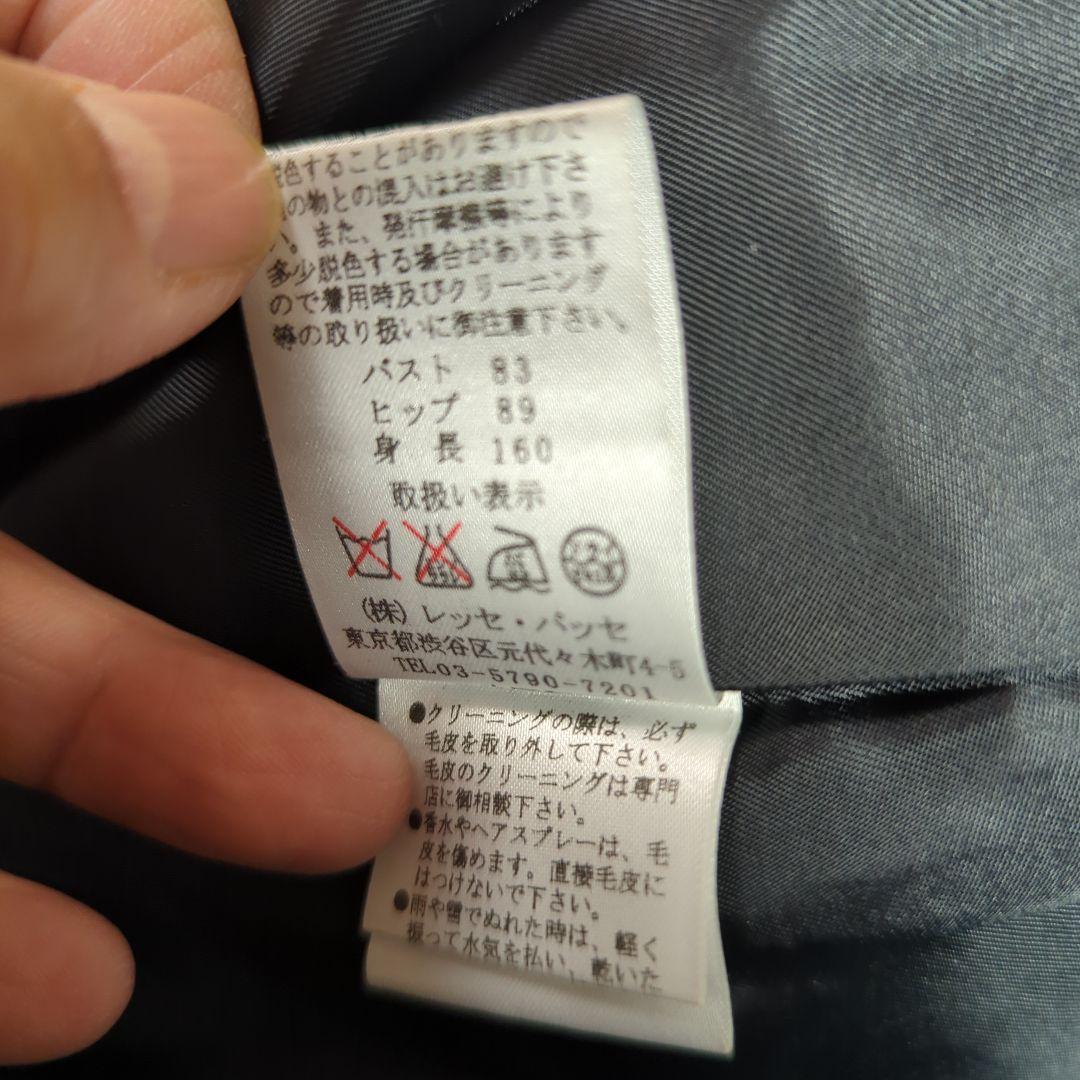 色することがありますので
の物との混入はお避け下さ
い。また、発汗摩擦等により
多少脱色する場合があります
ので着用時及びクリーニング
等の取り扱いに御注意下さい。
バスト 83
ヒップ 89
身 長 160
取扱い表示
(株)レッセ・パッセ
東京都渋谷区元代々木町4-5
TEL03-5790-7201
●クリーニングの際は、必ず
毛皮を取り外して下さい。
毛皮のクリーニングは専門
店に御相談下さい。
●香水やヘアスプレーは、毛
皮を傷めます。直接毛皮に
はつけないで下さい。
●雨や雪でぬれた時は、軽く
振って水気を払い、乾いた